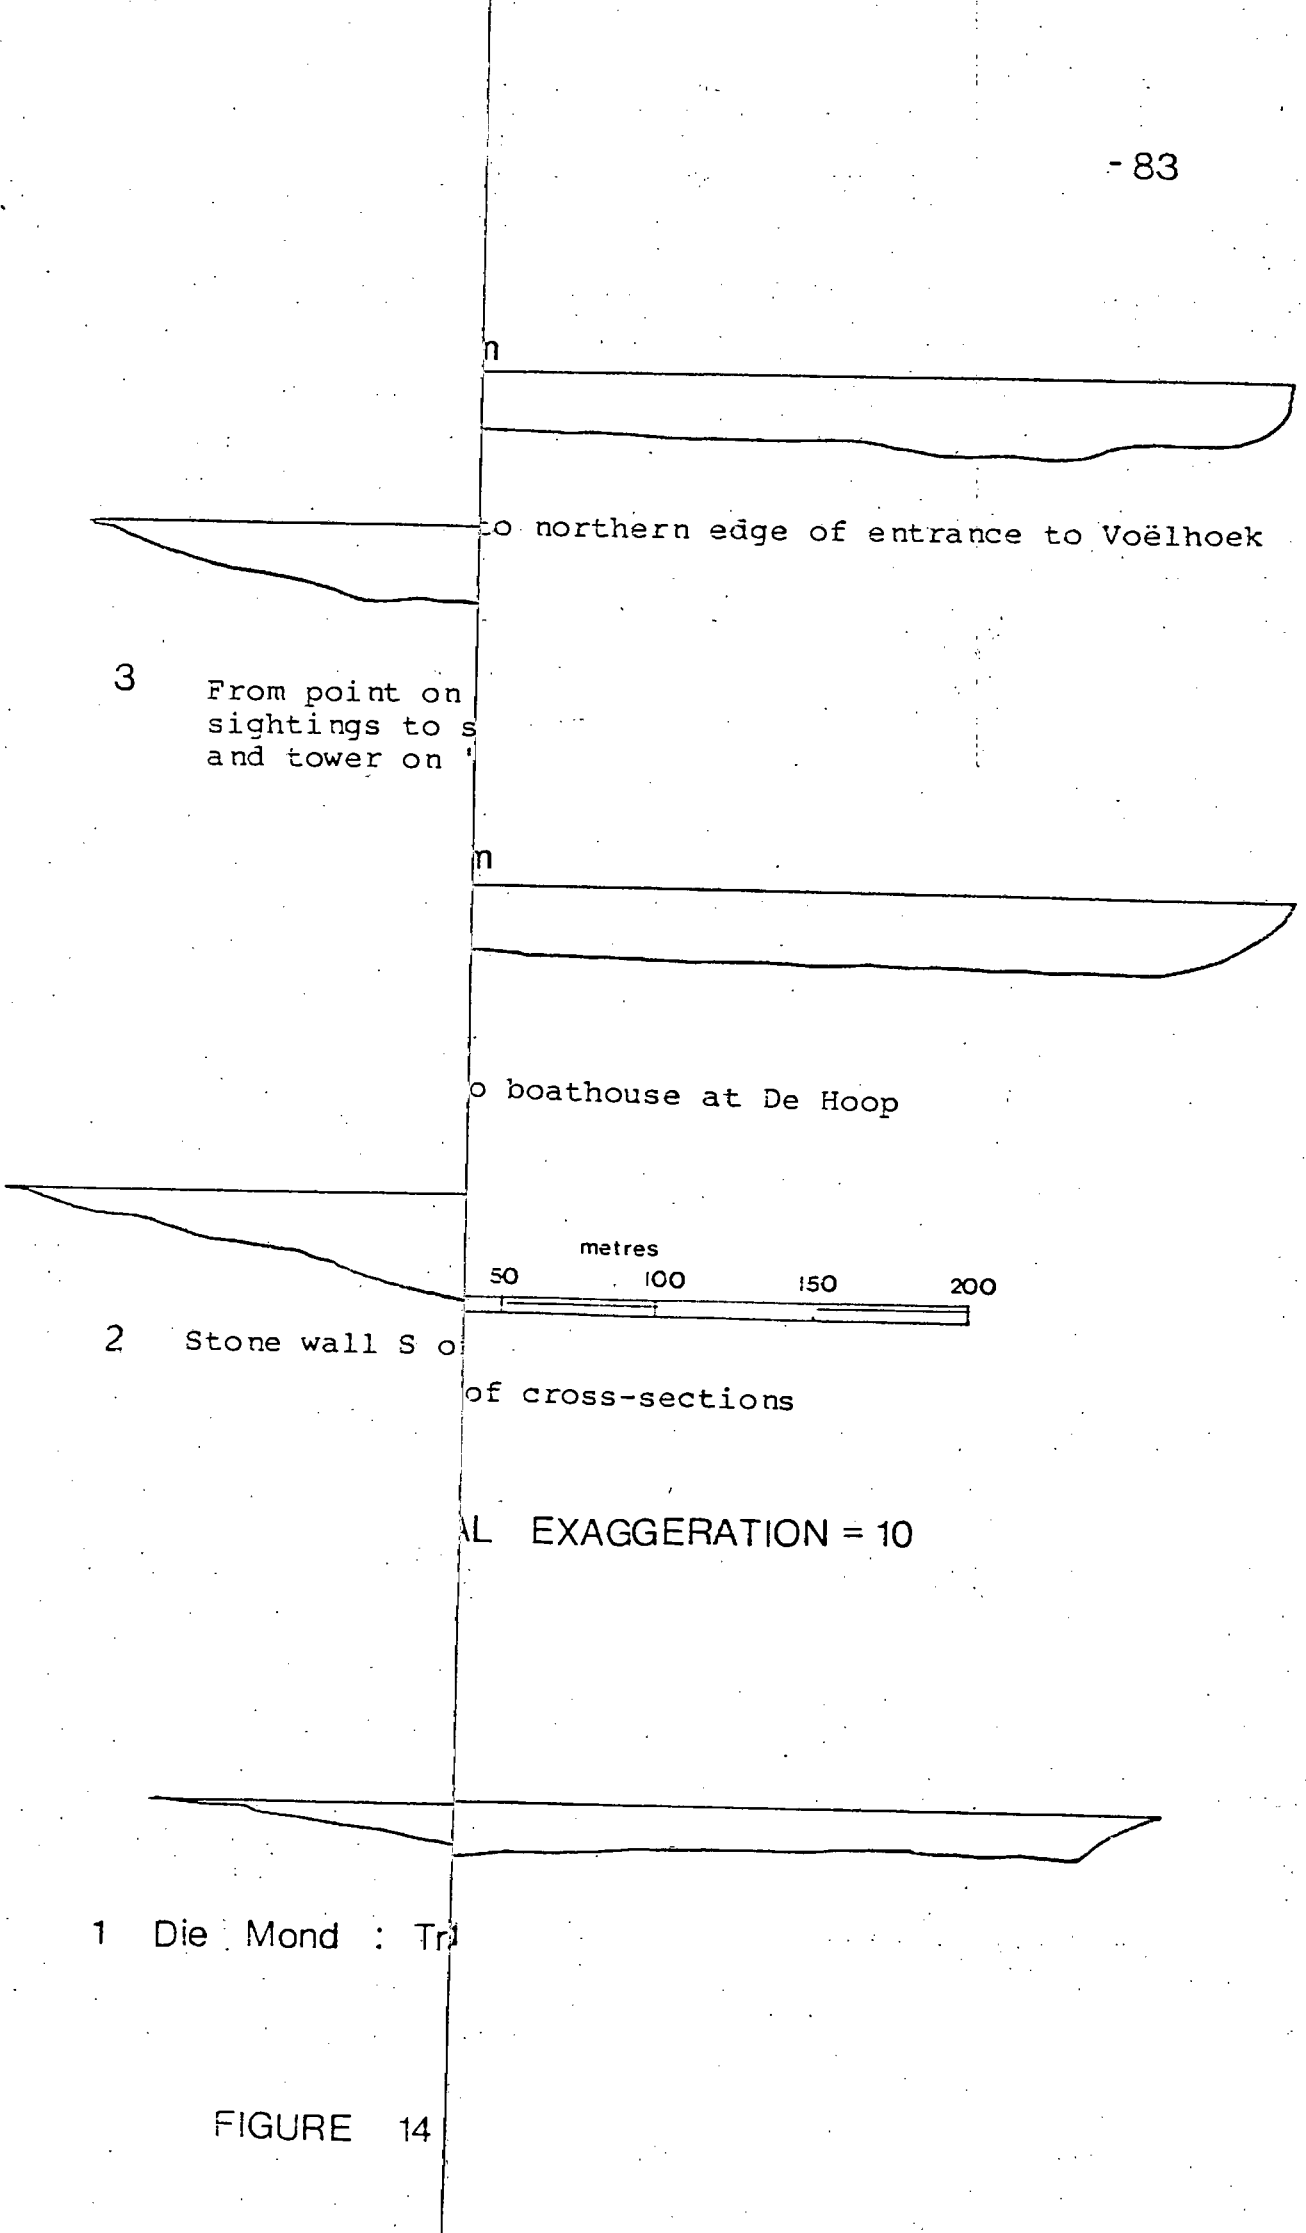 - 83
n
to northern edge of entrance to Voëlhoek
3
From point on
sightings to s
and tower on '
n
o boathouse at De Hoop
metres
50 100 150 200
2 Stone wall S o
of cross-sections
AL EXAGGERATION = 10
1 Die Mond :
FIGURE 14